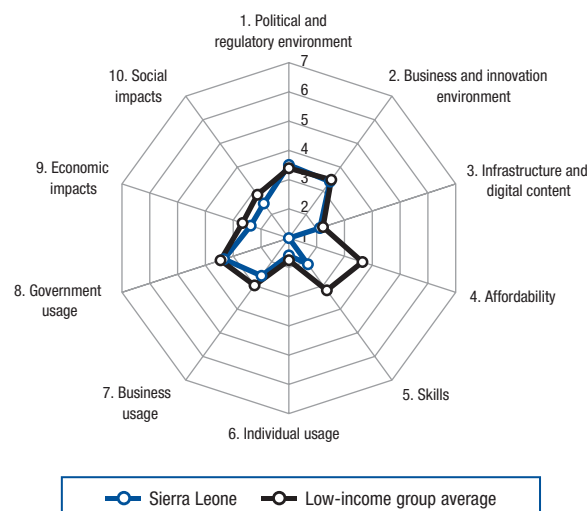 1. Political and
regulatory environment
10. Social
impacts
2. Business and innovation
environment
9. Economic
impacts
3. Infrastructure and
digital content
8. Government
usage
4. Affordability
7. Business
usage
5. Skills
6. Individual usage
7
6
5
4
3
2
1
Sierra Leone
Low-income group average